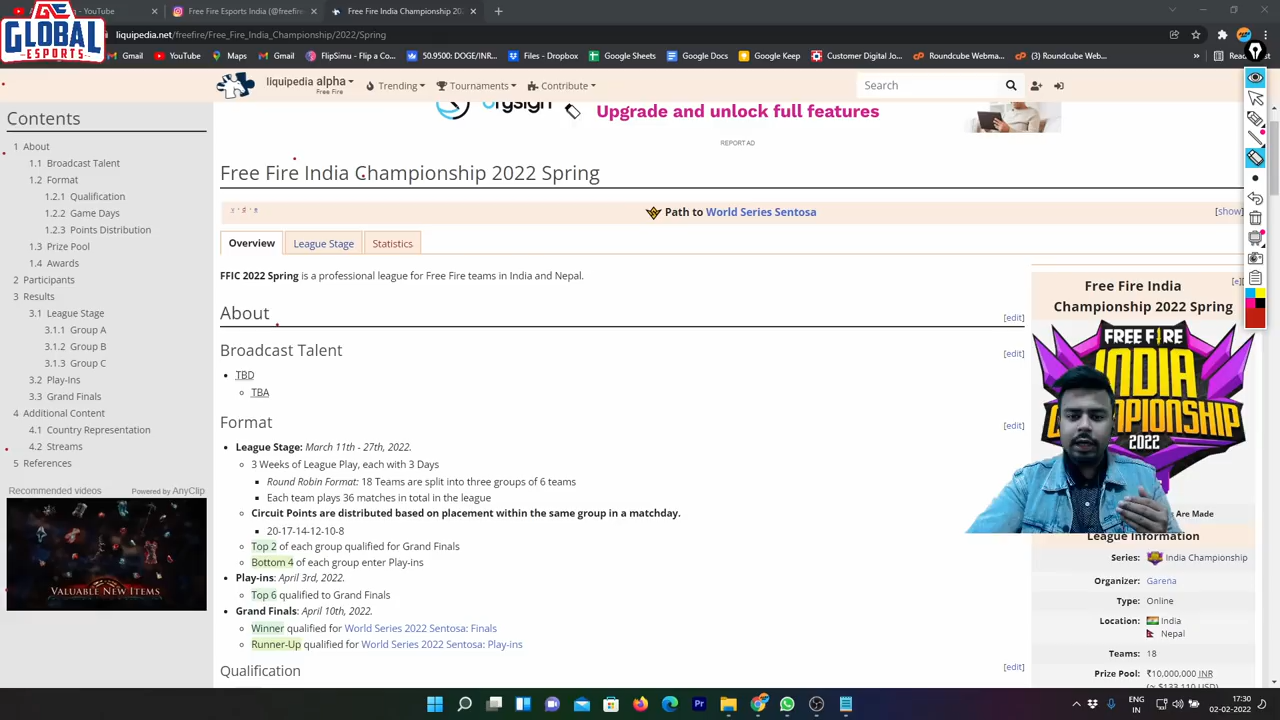 GLOBAL
ESPORTS
Free Fire India Champion
liquipedia.net/freefire/Free_Fire_India_Championship/2022/Spring
YouTube
Maps
Gmail
FlipSimu - Flip a Co...
50.9500: DOGE/INR...
Files - Dropbox
Google Sheets
Google Docs
Google Keep
Customer Digital J...
Roundcube Webma...
(3) Roundcube Web...
Gmail
liquipedia alpha
Free Fire
Trending
Tournaments
Contribute
Search
Upgrade and unlock full features
REPORT AD
Contents
1 About
1.1 Broadcast Talent
1.2 Format
1.2.1 Qualification
1.2.2 Game Days
1.2.3 Points Distribution
1.3 Prize Pool
1.4 Awards
2 Participants
3 Results
3.1 League Stage
3.1.1 Group A
3.1.2 Group B
3.1.3 Group C
3.2 Play-Ins
3.3 Grand Finals
4 Additional Content
4.1 Country Representation
4.2 Streams
5 References
Recommended videos Powered by AnyClip
VALUABLE NEW ITEMS
Free Fire India Championship 2022 Spring
Path to World Series Sentosa [show]
Overview League Stage Statistics
FFIC 2022 Spring is a professional league for Free Fire teams in India and Nepal.
About [edit]
Broadcast Talent [edit]
TBD
TBA
Format [edit]
League Stage: March 11th - 27th, 2022.
3 Weeks of League Play, each with 3 Days
Round Robin Format: 18 Teams are split into three groups of 6 teams
Each team plays 36 matches in total in the league
Circuit Points are distributed based on placement within the same group in a matchday.
20-17-14-12-10-8
Top 2 of each group qualified for Grand Finals
Bottom 4 of each group enter Play-ins
Play-ins: April 3rd, 2022.
Top 6 qualified to Grand Finals
Grand Finals: April 10th, 2022.
Winner qualified for World Series 2022 Sentosa: Finals
Runner-Up qualified for World Series 2022 Sentosa: Play-ins
Qualification [edit]
Free Fire India
Championship 2022 Spring
FREE FIRE
INDIA
CHAMPIONSHIP
2022
Are Made
League Information
Series: India Championship
Organizer: Garena
Type: Online
Location: India
Nepal
Teams: 18
Prize Pool: ₹10,000,000 INR
(≈ $133,110 USD)
ENG
IN
17:30
02-02-2022